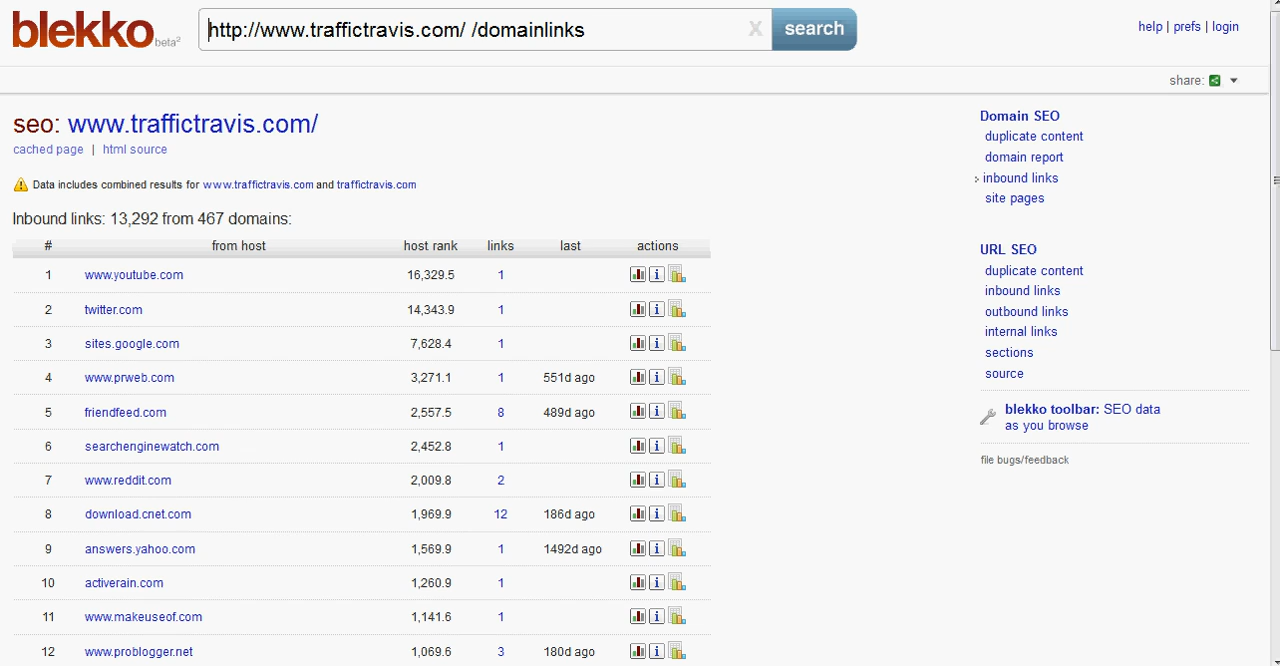 blekko beta²
http://www.traffictravis.com/ /domainlinks X search
help | prefs | login
share:
seo: www.traffictravis.com/
cached page | html source
Data includes combined results for www.traffictravis.com and traffictravis.com
Inbound links: 13,292 from 467 domains:
# from host host rank links last actions
1 www.youtube.com 16,329.5 1
2 twitter.com 14,343.9 1
3 sites.google.com 7,628.4 1
4 www.prweb.com 3,271.1 1 551d ago
5 friendfeed.com 2,557.5 8 489d ago
6 searchenginewatch.com 2,452.8 1
7 www.reddit.com 2,009.8 2
8 download.cnet.com 1,969.9 12 186d ago
9 answers.yahoo.com 1,569.9 1 1492d ago
10 activerain.com 1,260.9 1
11 www.makeuseof.com 1,141.6 1
12 www.problogger.net 1,069.6 3 180d ago
Domain SEO
duplicate content
domain report
inbound links
site pages
URL SEO
duplicate content
inbound links
outbound links
internal links
sections
source
blekko toolbar: SEO data
as you browse
file bugs/feedback